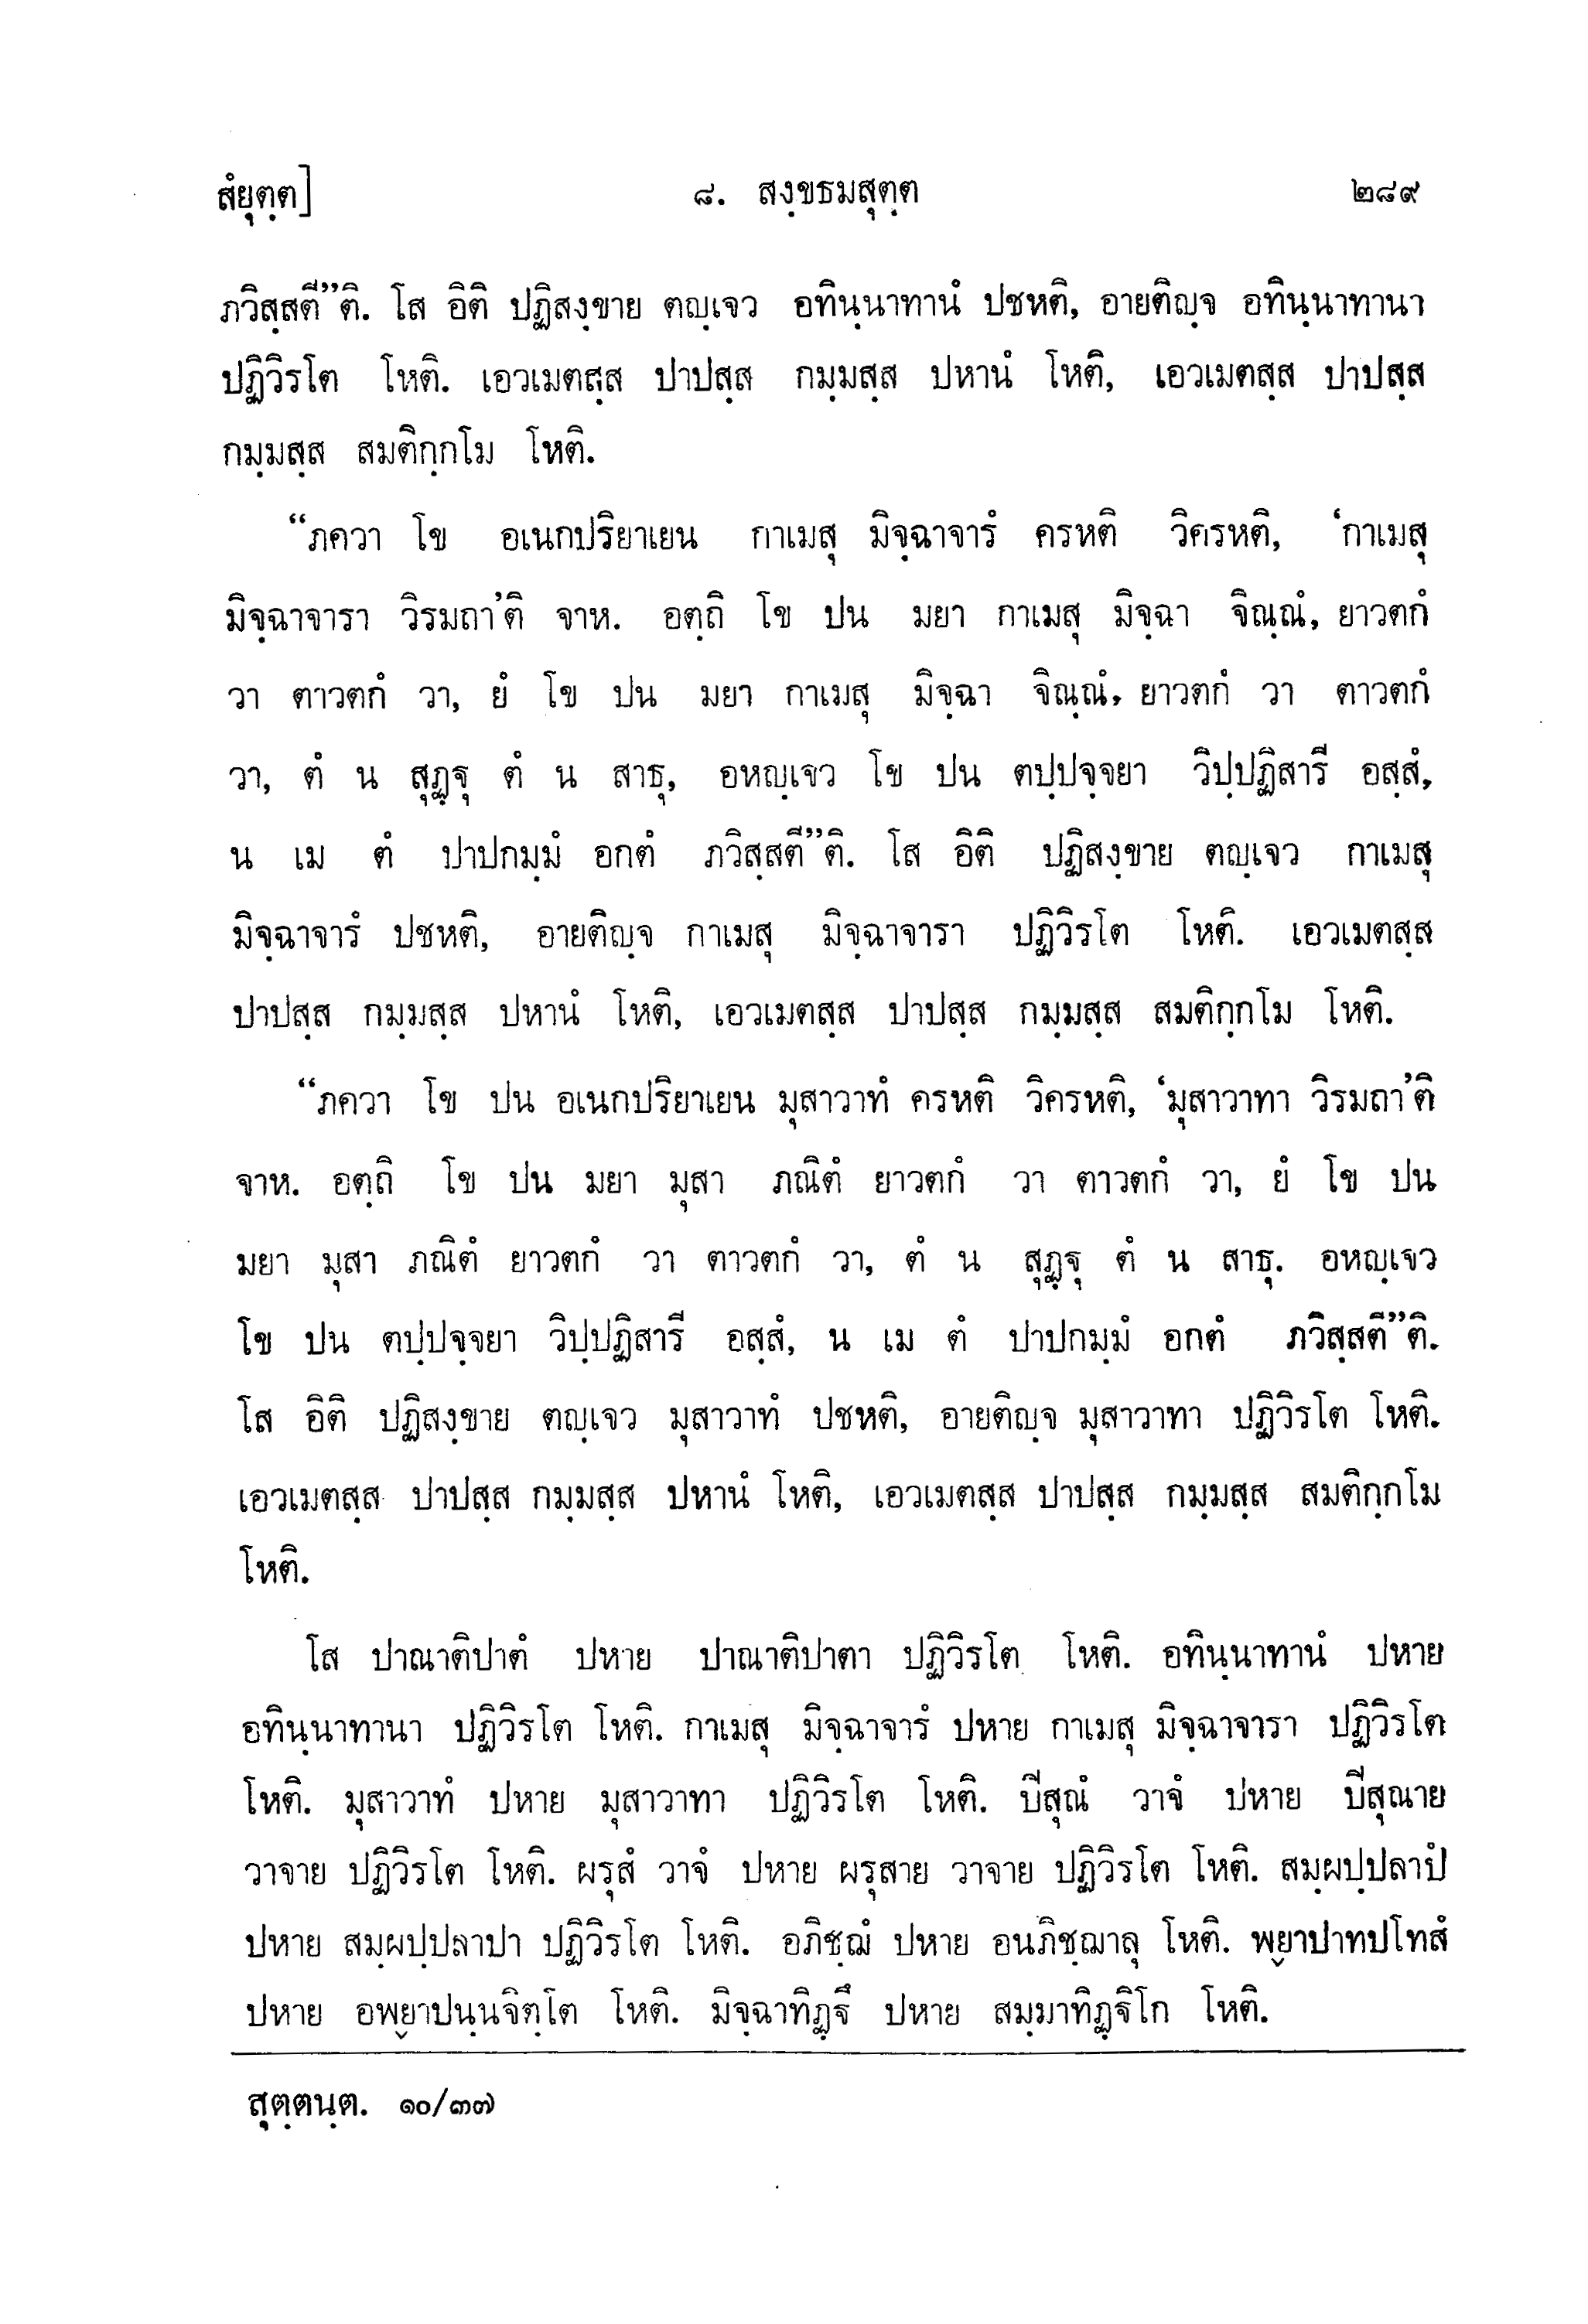 สํยุตฺต]
๘. สงฺขธมสุตฺต
๒๘๙
ภวิสฺสตี”ติ. โส อิติ ปฏิสงฺขาย ตญฺเจว อทินฺนาทานํ ปชหติ, อายติญฺจ อทินฺนาทานา
ปฏิวิรโต โหติ. เอวเมตสฺส ปาปสฺส กมฺมสฺส ปหานํ โหติ, เอวเมตสฺส ปาปสฺส
กมฺมสฺส สมติกฺกโม โหติ.
“ภควา โข อเนกปริยาเยน กาเมสุ มิจฺฉาจารํ ครหติ วิครหติ, ‘กาเมสุ
มิจฺฉาจารา วิรมถา’ติ จาห. อตฺถิ โข ปน มยา กาเมสุ มิจฺฉา จิณฺณํ, ยาวตกํ
วา ตาวตกํ วา, ยํ โข ปน มยา กาเมสุ มิจฺฉา จิณฺณํ, ยาวตกํ วา ตาวตกํ
วา, ตํ น สุฏฺฐุ ตํ น สาธุ, อหญฺเจว โข ปน ตปฺปจฺจยา วิปฺปฏิสารี อสฺสํ,
น เม ตํ ปาปกมฺมํ อกตํ ภวิสฺสตี”ติ. โส อิติ ปฏิสงฺขาย ตญฺเจว กาเมสุ
มิจฺฉาจารํ ปชหติ, อายติญฺจ กาเมสุ มิจฺฉาจารา ปฏิวิรโต โหติ. เอวเมตสฺส
ปาปสฺส กมฺมสฺส ปหานํ โหติ, เอวเมตสฺส ปาปสฺส กมฺมสฺส สมติกฺกโม โหติ.
“ภควา โข ปน อเนกปริยาเยน มุสาวาทํ ครหติ วิครหติ, ‘มุสาวาทา วิรมถา’ติ
จาห. อตฺถิ โข ปน มยา มุสา ภณิตํ ยาวตกํ วา ตาวตกํ วา, ยํ โข ปน
มยา มุสา ภณิตํ ยาวตกํ วา ตาวตกํ วา, ตํ น สุฏฺฐุ ตํ น สาธุ. อหญฺเจว
โข ปน ตปฺปจฺจยา วิปฺปฏิสารี อสฺสํ, น เม ตํ ปาปกมฺมํ อกตํ ภวิสฺสตี”ติ.
โส อิติ ปฏิสงฺขาย ตญฺเจว มุสาวาทํ ปชหติ, อายติญฺจ มุสาวาทา ปฏิวิรโต โหติ.
เอวเมตสฺส ปาปสฺส กมฺมสฺส ปหานํ โหติ, เอวเมตสฺส ปาปสฺส กมฺมสฺส สมติกฺกโม
โหติ.
โส ปาณาติปาตํ ปหาย ปาณาติปาตา ปฏิวิรโต โหติ. อทินฺนาทานํ ปหาย
อทินฺนาทานา ปฏิวิรโต โหติ. กาเมสุ มิจฺฉาจารํ ปหาย กาเมสุ มิจฺฉาจารา ปฏิวิรโต
โหติ. มุสาวาทํ ปหาย มุสาวาทา ปฏิวิรโต โหติ. ปิสุณํ วาจํ ปหาย ปิสุณาย
วาจาย ปฏิวิรโต โหติ. ผรุสํ วาจํ ปหาย ผรุสาย วาจาย ปฏิวิรโต โหติ. สมฺผปฺปลาปํ
ปหาย สมฺผปฺปลาปา ปฏิวิรโต โหติ. อภิชฺฌํ ปหาย อนภิชฺฌาลุ โหติ. พฺยาปาทปโทสํ
ปหาย อพฺยาปนฺนจิตฺโต โหติ. มิจฺฉาทิฏฺฐึ ปหาย สมฺมาทิฏฺฐิโก โหติ.
สุตฺตนฺต. ๑๐/๓๗